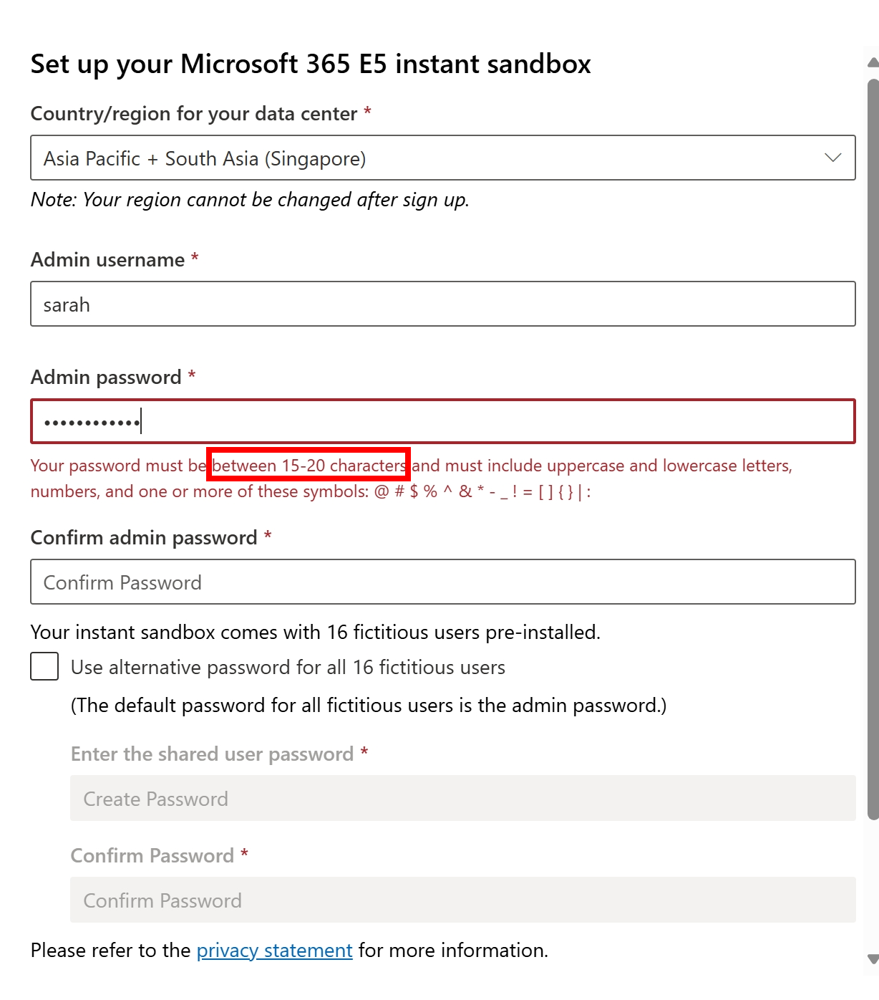 Set up your Microsoft 365 E5 instant sandbox
Country/region for your data center *
Asia Pacific + South Asia (Singapore)
Note: Your region cannot be changed after sign up.
Admin username *
sarah
Admin password *
••••••••••••
Your password must be between 15-20 characters and must include uppercase and lowercase letters,
numbers, and one or more of these symbols: @ # $ % ^ & * - _ ! = [ ] { } | :
Confirm admin password *
Confirm Password
Your instant sandbox comes with 16 fictitious users pre-installed.
Use alternative password for all 16 fictitious users
(The default password for all fictitious users is the admin password.)
Enter the shared user password *
Create Password
Confirm Password *
Confirm Password
Please refer to the privacy statement for more information.